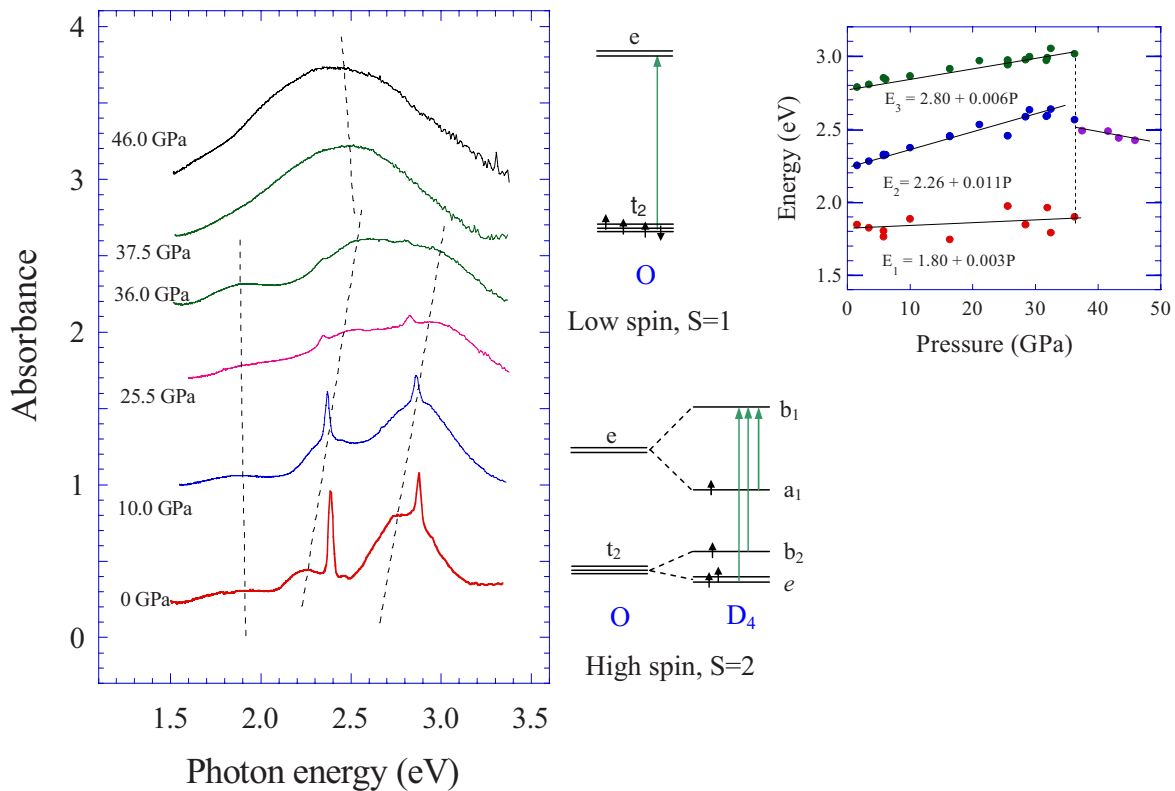 4
3
2
1
0
Absorbance
46.0 GPa
37.5 GPa
36.0 GPa
25.5 GPa
10.0 GPa
0 GPa
1.5 2.0 2.5 3.0
Photon energy (eV)
e
t2
O
Low spin, S=1
e
t2
O
b1
a1
b2
e
D4
High spin, S=2
Energy (eV)
3.0
2.5
2.0
1.5
E3 = 2.80 + 0.006P
E2 = 2.26 + 0.011P
E1 = 1.80 + 0.003P
0 10 20 30 40 50
Pressure (GPa)